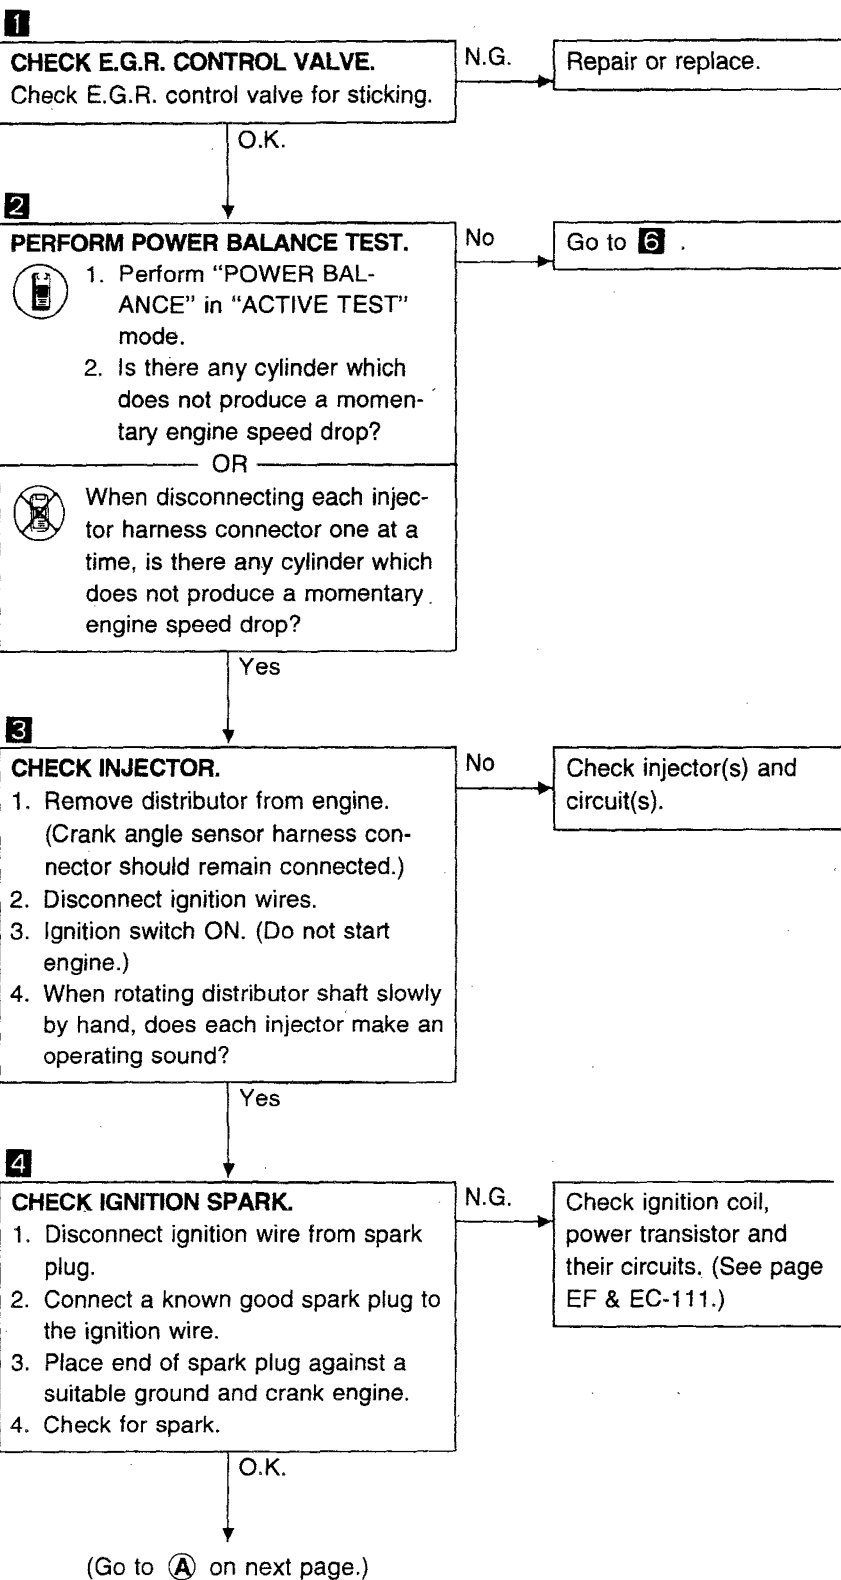 1
CHECK E.G.R. CONTROL VALVE.
Check E.G.R. control valve for sticking.
N.G.
Repair or replace.
O.K.
2
PERFORM POWER BALANCE TEST.
1. Perform "POWER BAL-
ANCE" in "ACTIVE TEST"
mode.
2. Is there any cylinder which
does not produce a momen-
tary engine speed drop?
OR
When disconnecting each injec-
tor harness connector one at a
time, is there any cylinder which
does not produce a momentary
engine speed drop?
No
Go to 6 .
Yes
3
CHECK INJECTOR.
1. Remove distributor from engine.
(Crank angle sensor harness con-
nector should remain connected.)
2. Disconnect ignition wires.
3. Ignition switch ON. (Do not start
engine.)
4. When rotating distributor shaft slowly
by hand, does each injector make an
operating sound?
No
Check injector(s) and
circuit(s).
Yes
4
CHECK IGNITION SPARK.
1. Disconnect ignition wire from spark
plug.
2. Connect a known good spark plug to
the ignition wire.
3. Place end of spark plug against a
suitable ground and crank engine.
4. Check for spark.
N.G.
Check ignition coil,
power transistor and
their circuits. (See page
EF & EC-111.)
O.K.
(Go to A on next page.)